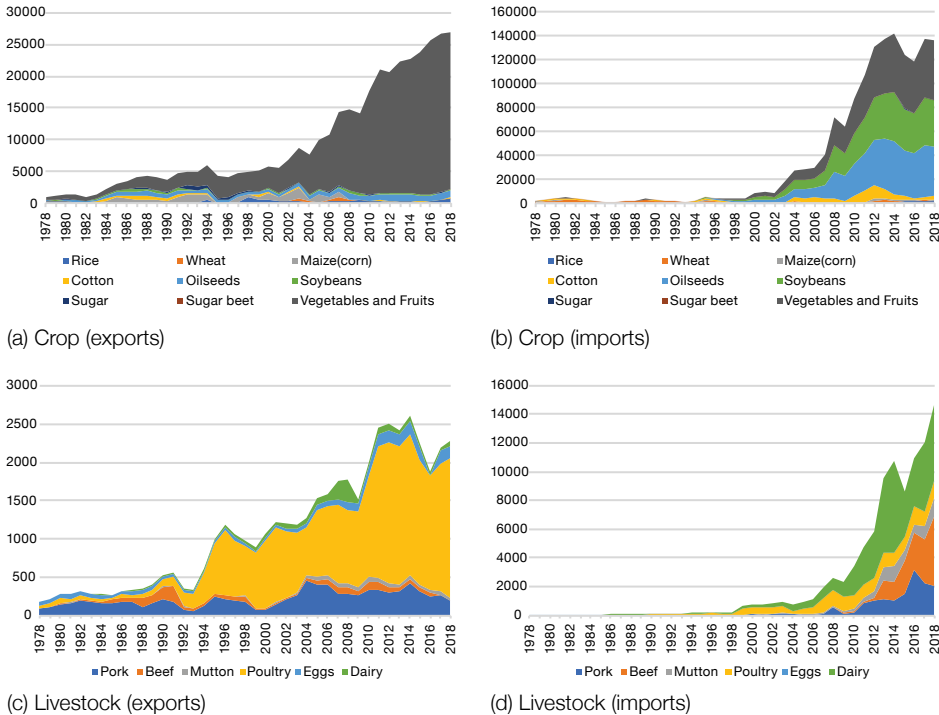 30000
25000
20000
15000
10000
5000
0
1978 1980 1982 1984 1986 1988 1990 1992 1994 1996 1998 2000 2002 2004 2006 2008 2010 2012 2014 2016 2018
Rice Wheat Maize(corn)
Cotton Oilseeds Soybeans
Sugar Sugar beet Vegetables and Fruits
(a) Crop (exports)
160000
140000
120000
100000
80000
60000
40000
20000
0
1978 1980 1982 1984 1986 1988 1990 1992 1994 1996 1998 2000 2002 2004 2006 2008 2010 2012 2014 2016 2018
Rice Wheat Maize(corn)
Cotton Oilseeds Soybeans
Sugar Sugar beet Vegetables and Fruits
(b) Crop (imports)
3000
2500
2000
1500
1000
500
0
1978 1980 1982 1984 1986 1988 1990 1992 1994 1996 1998 2000 2002 2004 2006 2008 2010 2012 2014 2016 2018
Pork Beef Mutton Poultry Eggs Dairy
(c) Livestock (exports)
16000
14000
12000
10000
8000
6000
4000
2000
0
1978 1980 1982 1984 1986 1988 1990 1992 1994 1996 1998 2000 2002 2004 2006 2008 2010 2012 2014 2016 2018
Pork Beef Mutton Poultry Eggs Dairy
(d) Livestock (imports)